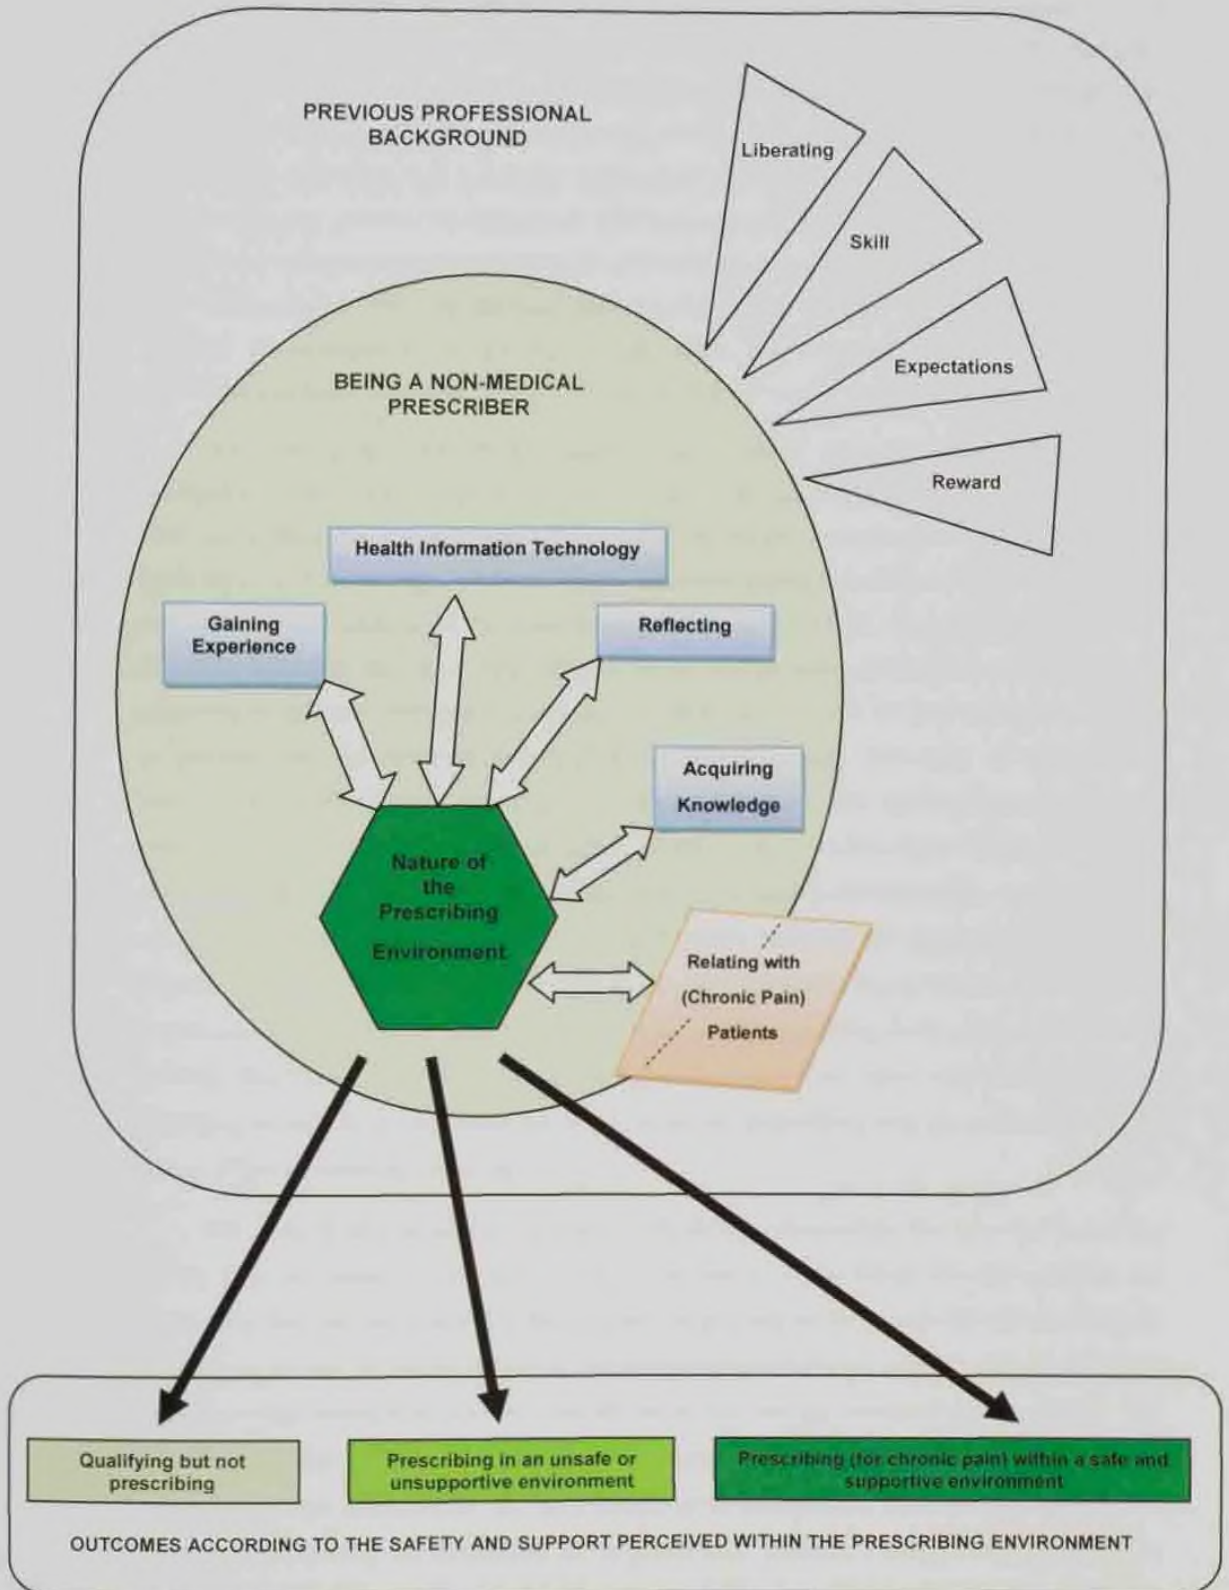 PREVIOUS PROFESSIONAL
BACKGROUND
Liberating
Skill
Expectations
Reward
BEING A NON-MEDICAL
PRESCRIBER
Health Information Technology
Gaining
Experience
Reflecting
Acquiring
Knowledge
Nature of
the
Prescribing
Environment
Relating with
(Chronic Pain)
Patients
Qualifying but not
prescribing
Prescribing in an unsafe or
unsupportive environment
Prescribing (for chronic pain) within a safe and
supportive environment
OUTCOMES ACCORDING TO THE SAFETY AND SUPPORT PERCEIVED WITHIN THE PRESCRIBING ENVIRONMENT